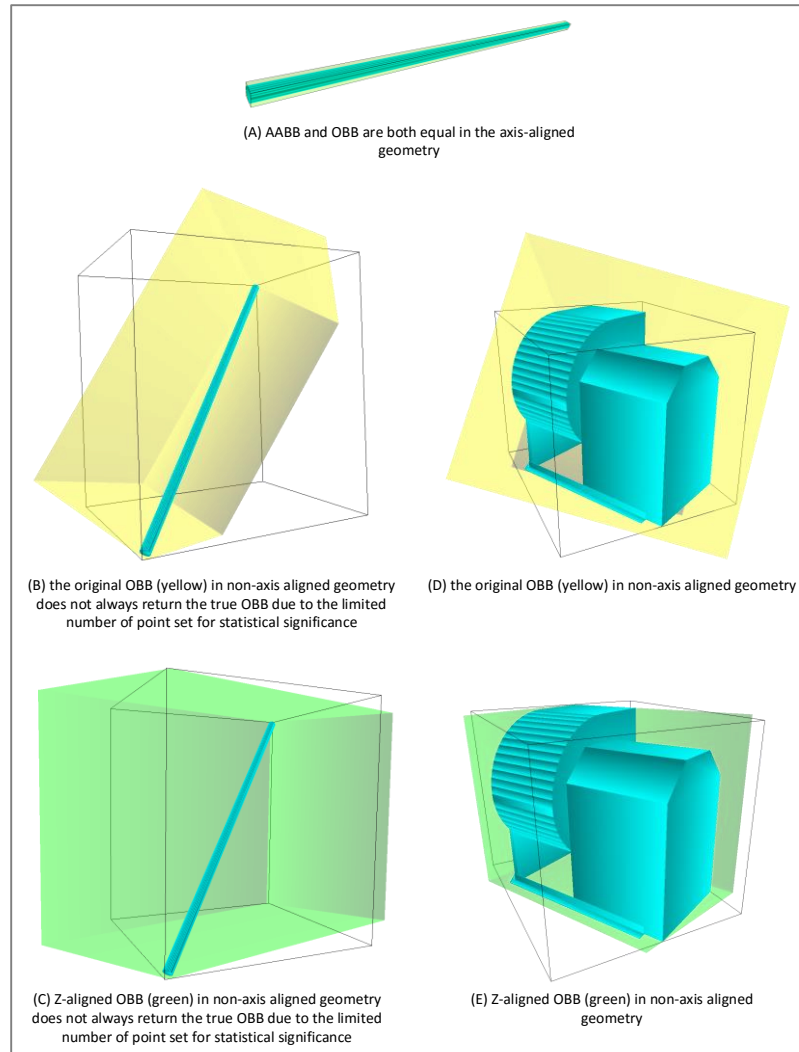 (A) AABB and OBB are both equal in the axis-aligned
geometry
(B) the original OBB (yellow) in non-axis aligned geometry
does not always return the true OBB due to the limited
number of point set for statistical significance
(D) the original OBB (yellow) in non-axis aligned geometry
(C) Z-aligned OBB (green) in non-axis aligned geometry
does not always return the true OBB due to the limited
number of point set for statistical significance
(E) Z-aligned OBB (green) in non-axis aligned
geometry